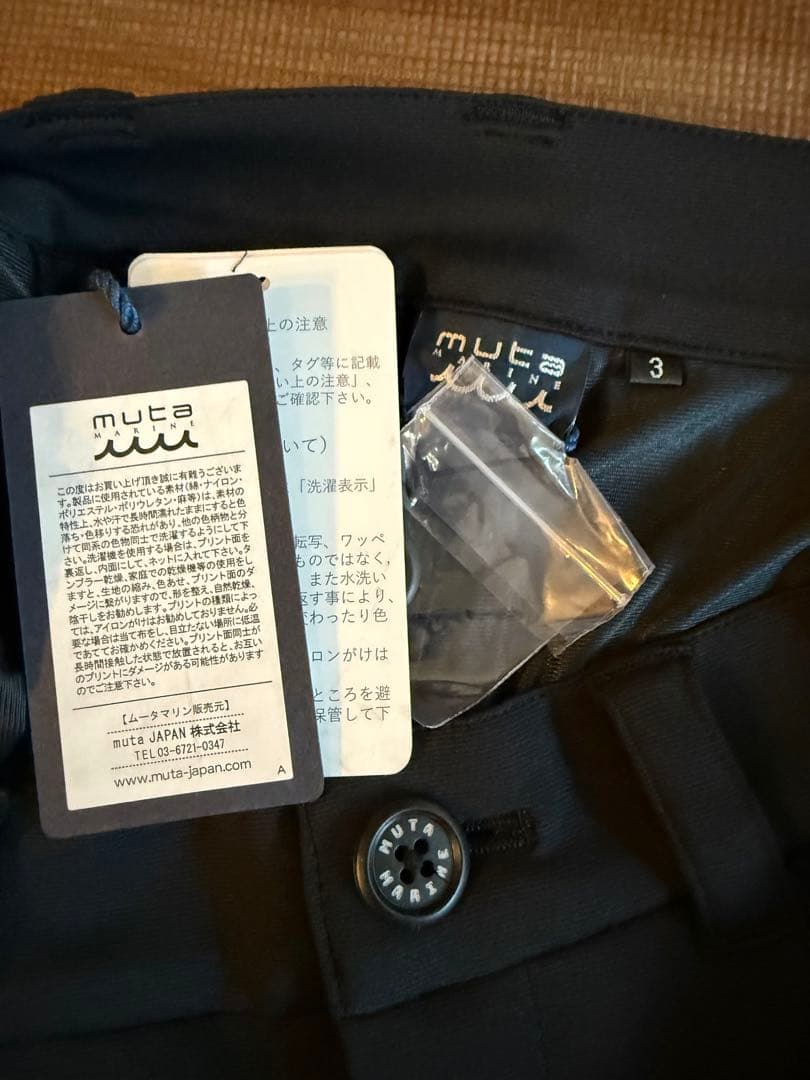 muta
MARINE
この度はお買い上げ頂き誠に有難うございま
す。製品に使用されている素材(綿・ナイロン・
ポリエステル・ポリウレタン・麻等)は、素材の
特性上、水や汗で長時間濡れたままにすると色
落ち・色移りする恐れがあり、他の色柄物と分
けて同系の色物同士で洗濯するようにして下
さい。洗濯機を使用する場合は、プリント面を
裏返し、内面にして、ネットに入れて下さい。タ
ンブラー乾燥、家庭での乾燥機等の使用をし
ますと、生地の縮み、色あせ、プリント面のダ
メージに繋がりますので、形を整え、自然乾燥、
陰干しをお勧めします。プリントの種類によっ
ては、アイロンがけはお勧めしておりません。必
要な場合は当て布をし、目立たない場所に低温
であててお確かめください。プリント面同士が
長時間接触した状態で放置されると、お互い
のプリントにダメージがある可能性があります
のでご注意下さい。
【ムータマリン販売元】
muta JAPAN 株式会社
TEL03-6721-0347
www.muta-japan.com
A
上の注意
、タグ等に記載
い上の注意」、
ご確認下さい。
いて)
「洗濯表示」
転写、ワッペ
ものではなく,
また水洗い
返す事により、
変わったり色
ロンがけは
ところを避
保管して下
muta
MARINE
3
MUTA
MARINE